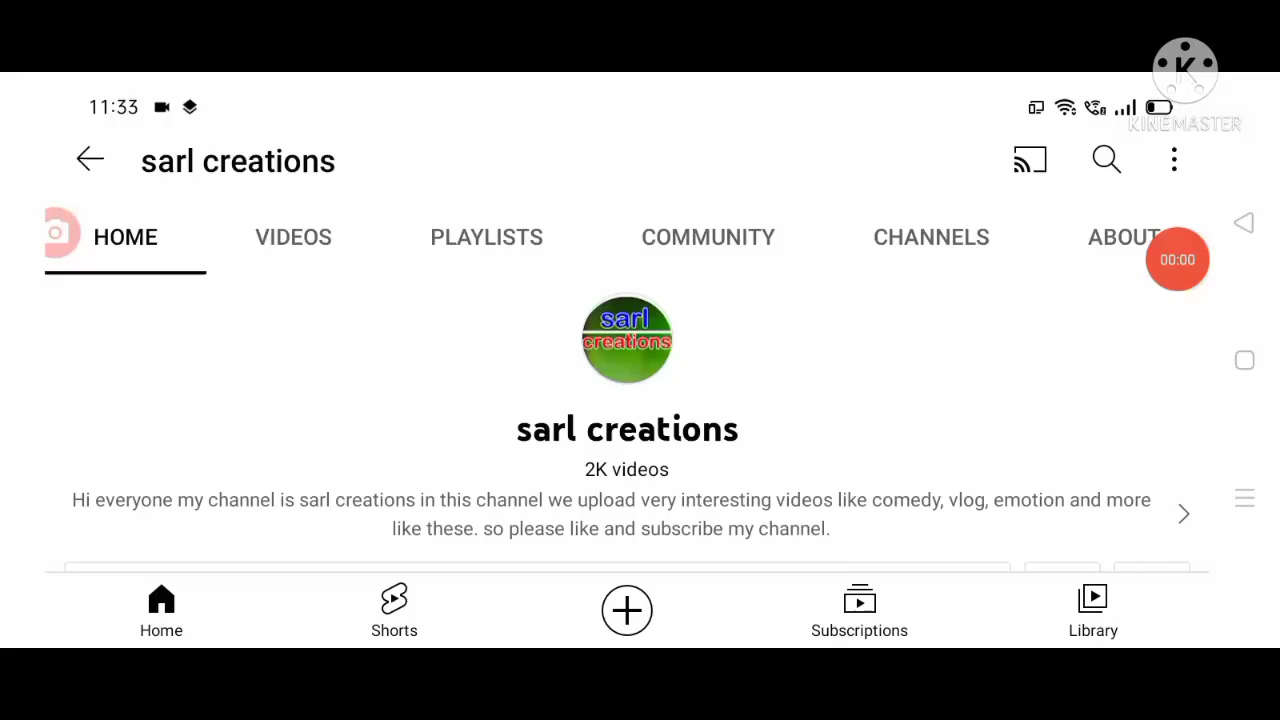 11:33
KINEMASTER
sarl creations
HOME VIDEOS PLAYLISTS COMMUNITY CHANNELS ABOUT
00:00
sarl
creations
sarl creations
2K videos
Hi everyone my channel is sarl creations in this channel we upload very interesting videos like comedy, vlog, emotion and more
like these. so please like and subscribe my channel.
Home Shorts Subscriptions Library